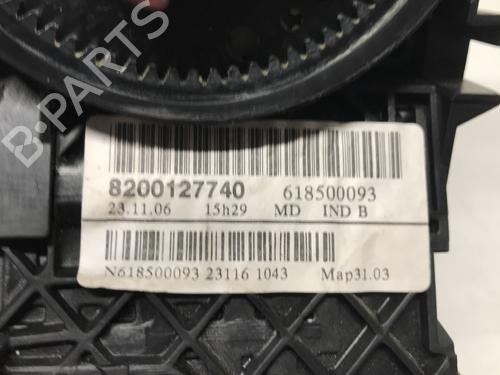 B-PARTS
8200127740 618500093
23.11.06 15h29 MD IND B
N618500093 23116 1043 Map31.03